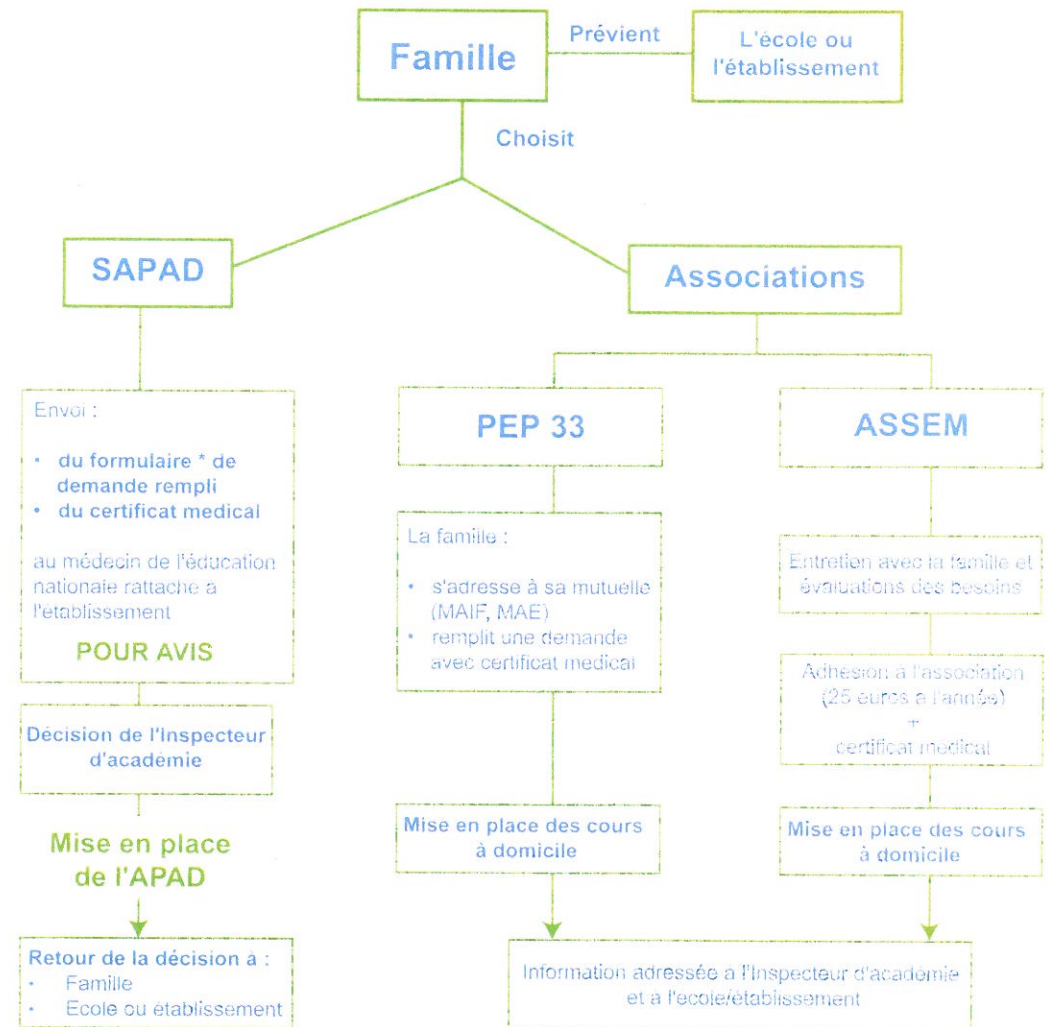 Famille
Prévient
L'école ou
l'établissement
Choisit
SAPAD
Associations
Envoi :
• du formulaire * de
demande rempli
• du certificat medical
au médecin de l'éducation
nationale rattache a
l'établissement
POUR AVIS
Décision de l'Inspecteur
d'académie
Mise en place
de l'APAD
Retour de la décision à :
• Famille
• Ecole ou établissement
PEP 33
La famille :
• s'adresse à sa mutuelle
(MAIF, MAE)
• remplit une demande
avec certificat medical
Mise en place des cours
à domicile
ASSEM
Entretien avec la famille et
évaluations des besoins
Adhésion a l'association
(25 euros a l'année)
+
certificat medical
Mise en place des cours
à domicile
Information adressée a l'Inspecteur d'académie
et a l'ecole/établissement